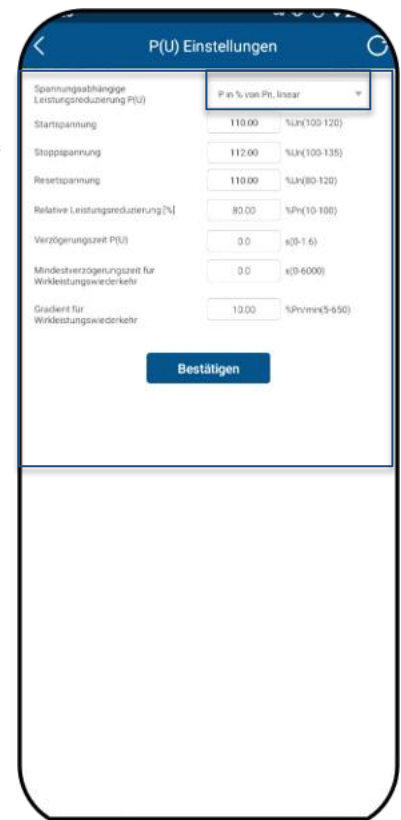 P(U) Einstellungen
Spannungsabhängige
Leistungsreduzierung P(U)
P in % von Pn, linear
Startspannung 110.00 %Un(100-120)
Stoppspannung 112.00 %Un(100-135)
Resetspannung 110.00 %Un(80-120)
Relative Leistungsreduzierung[%] 80.00 %Pn(10-100)
Verzögerungszeit P(U) 0.0 s(0-1.6)
Mindestverzögerungszeit für
Wirkleistungswiederkehr
0.0 s(0-6000)
Gradient für
Wirkleistungswiederkehr
10.00 %Pn/min(5-650)
Bestätigen